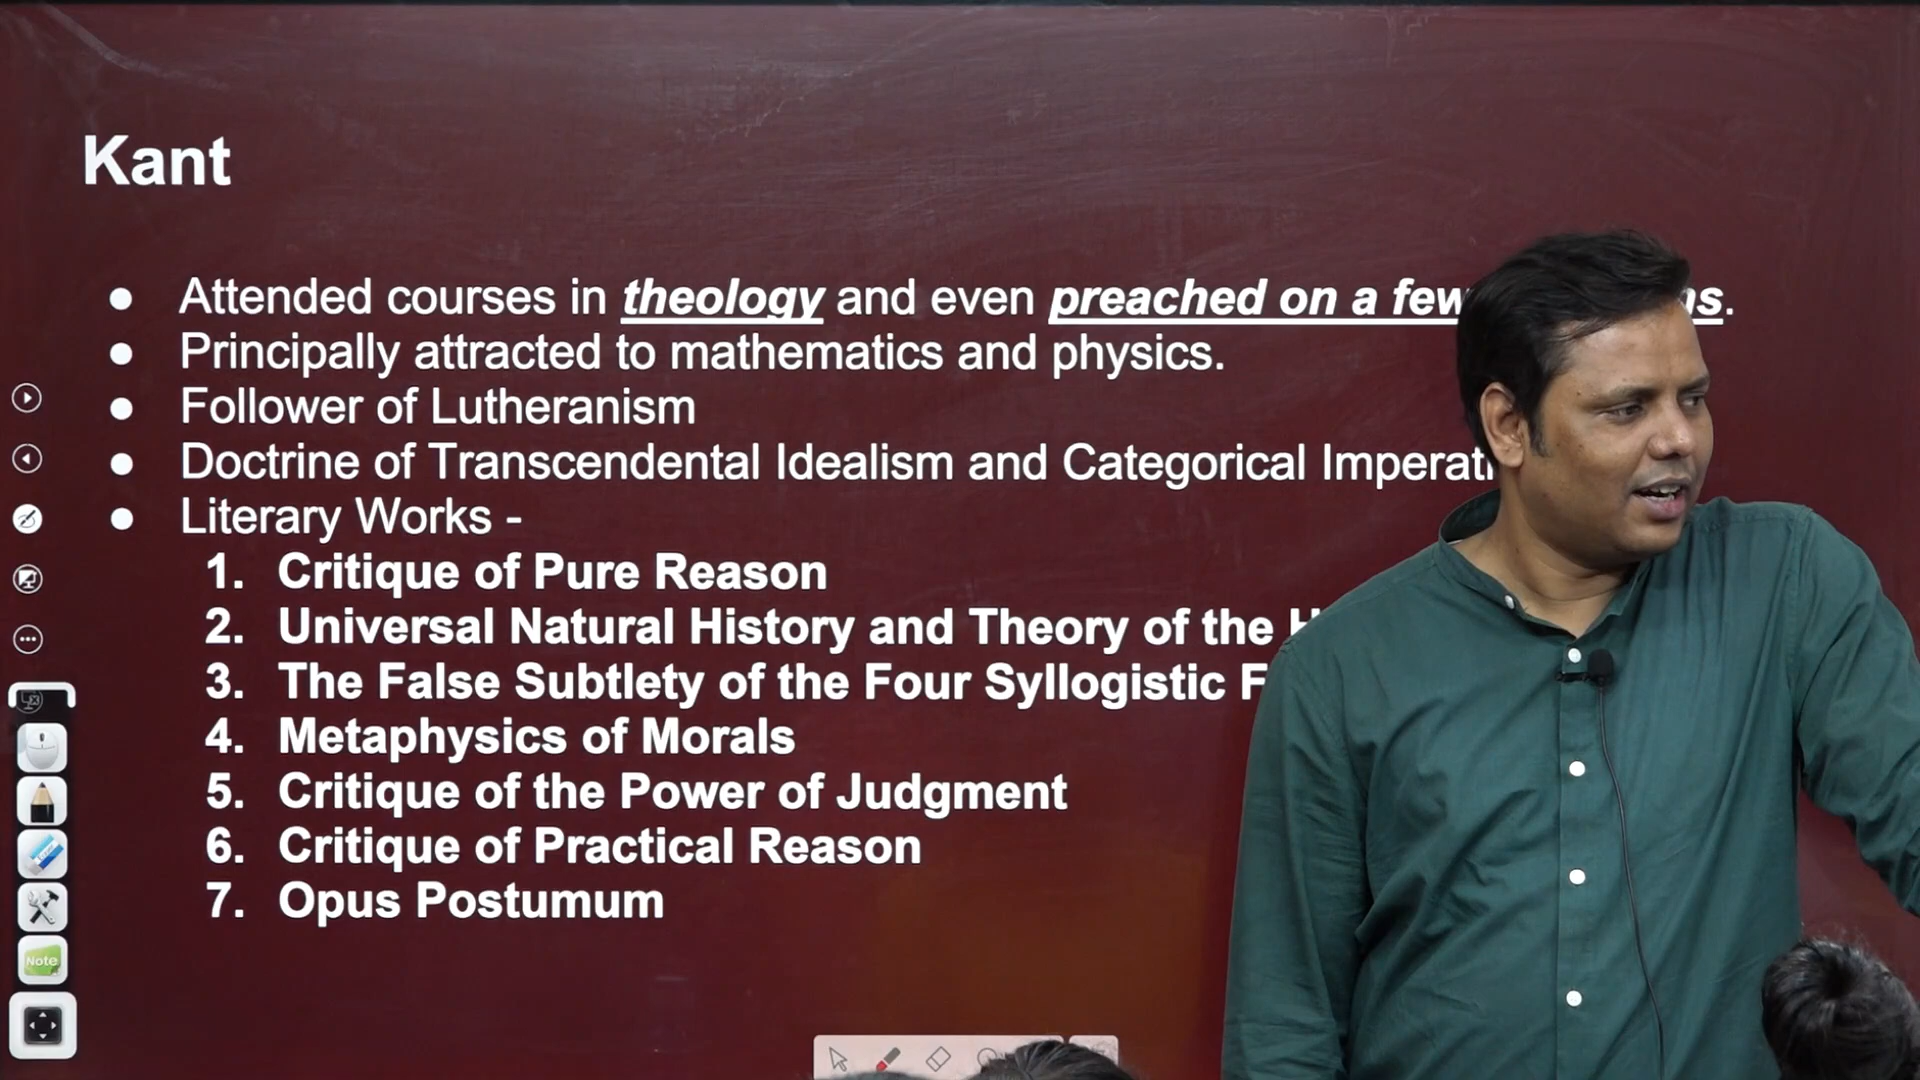 Kant
● Attended courses in theology and even preached on a few
● Principally attracted to mathematics and physics.
● Follower of Lutheranism
● Doctrine of Transcendental Idealism and Categorical
● Literary Works -
1. Critique of Pure Reason
2. Universal Natural History and Theory of the
3. The False Subtlety of the Four Syllogistic
4. Metaphysics of Morals
5. Critique of the Power of Judgment
6. Critique of Practical Reason
7. Opus Postumum
Note